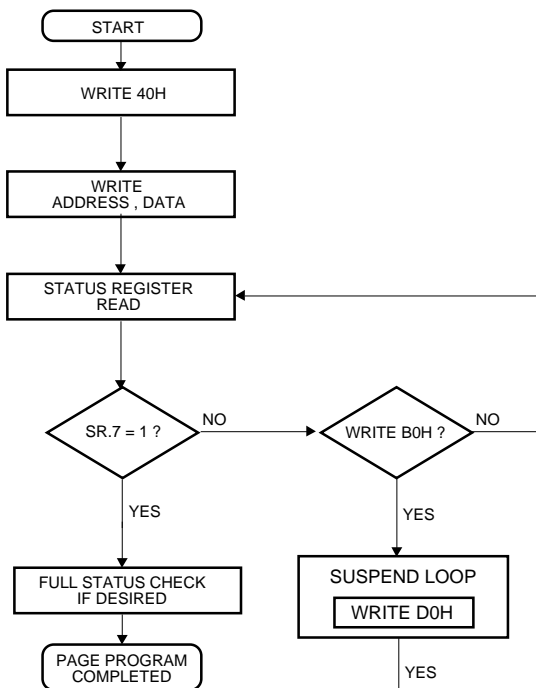 START
WRITE 40H
WRITE
ADDRESS , DATA
STATUS REGISTER
READ
SR.7 = 1 ?
NO
WRITE B0H ?
NO
YES
YES
FULL STATUS CHECK
IF DESIRED
SUSPEND LOOP
WRITE D0H
PAGE PROGRAM
COMPLETED
YES